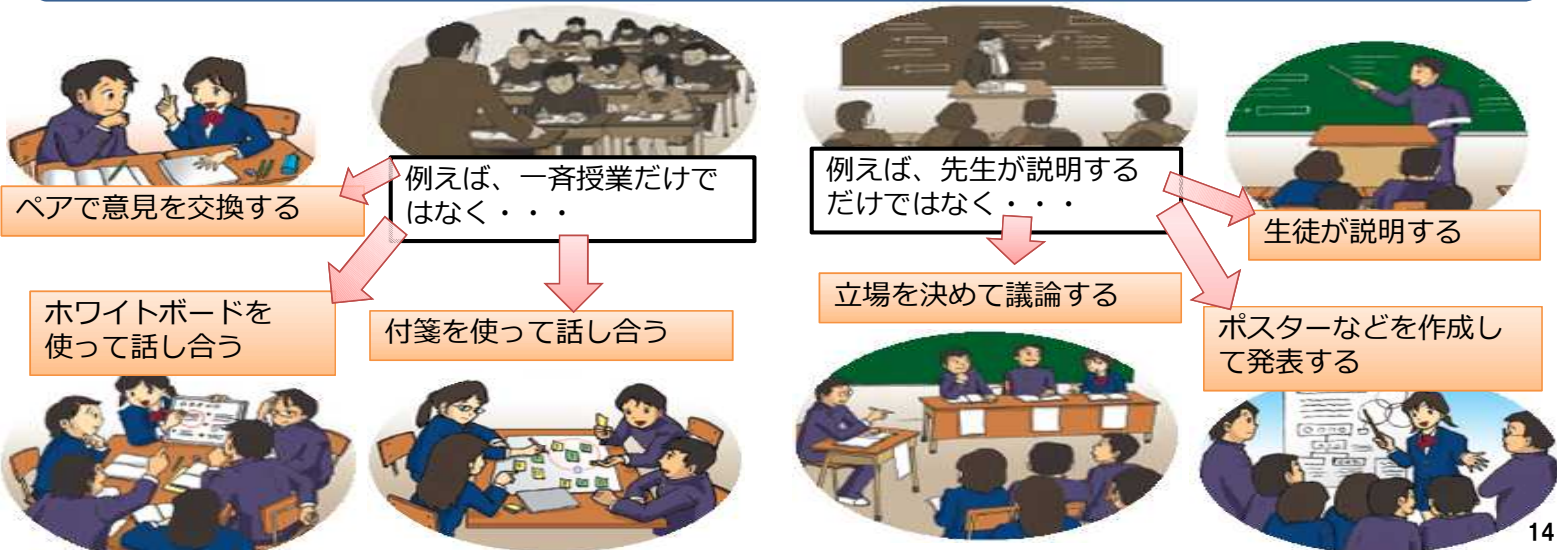 例えば、一斉授業だけで
はなく・・・
ペアで意見を交換する
ホワイトボードを
使って話し合う
付箋を使って話し合う
例えば、先生が説明する
だけではなく・・・
生徒が説明する
立場を決めて議論する
ポスターなどを作成し
て発表する
14